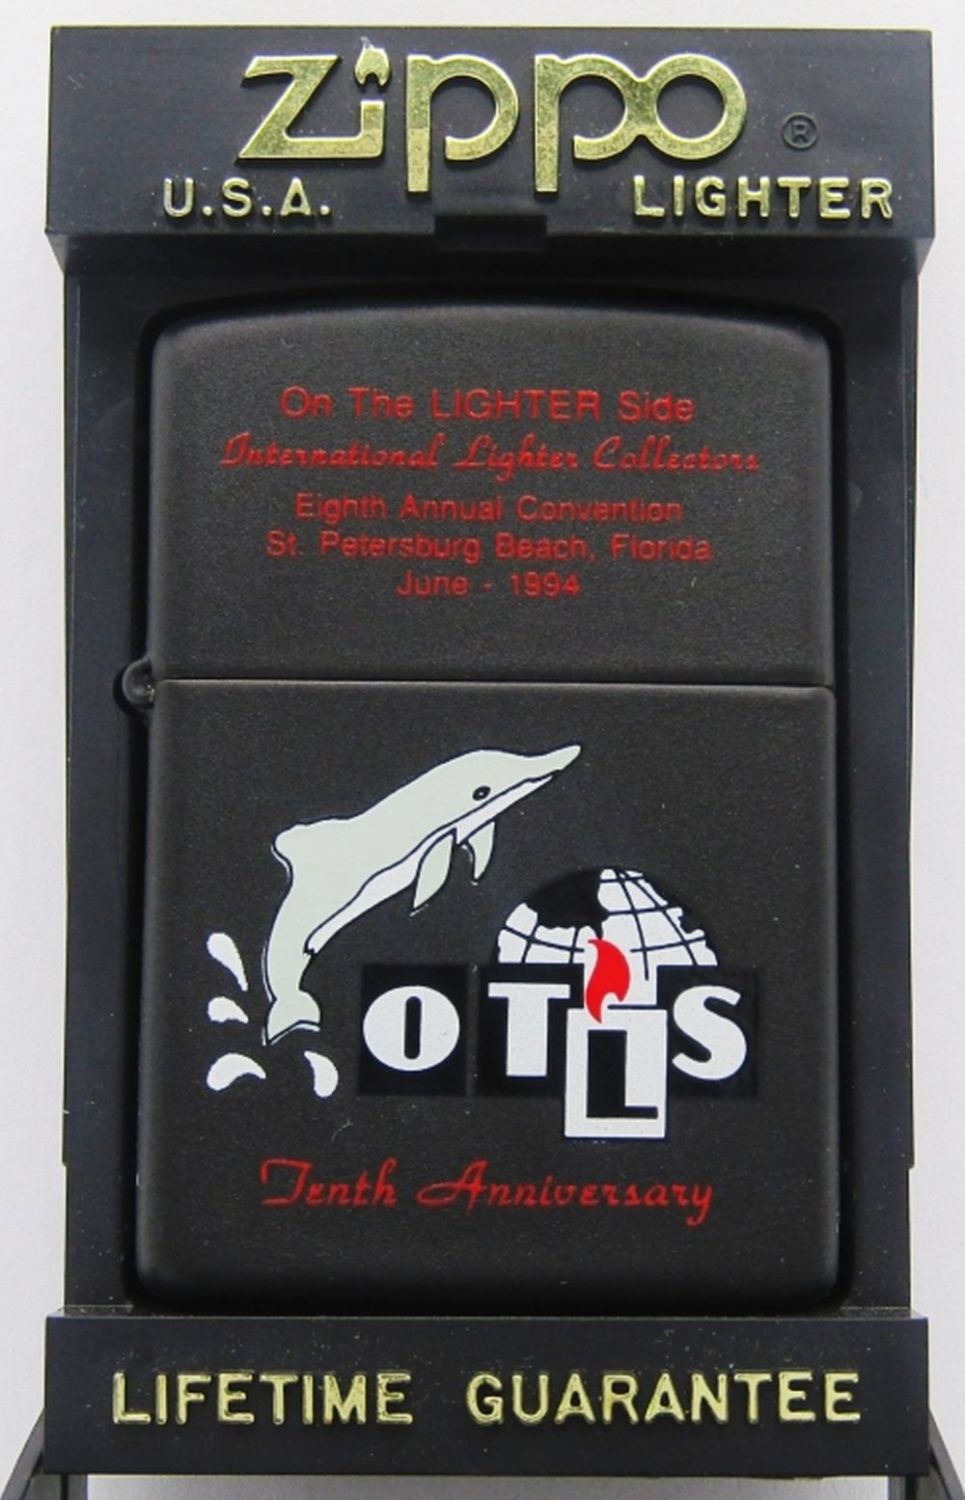 zippo ®
U.S.A. LIGHTER
On The LIGHTER Side
International Lighter Collectors
Eighth Annual Convention
St. Petersburg Beach, Florida
June - 1994
OTLS
Tenth Anniversary
LIFETIME GUARANTEE